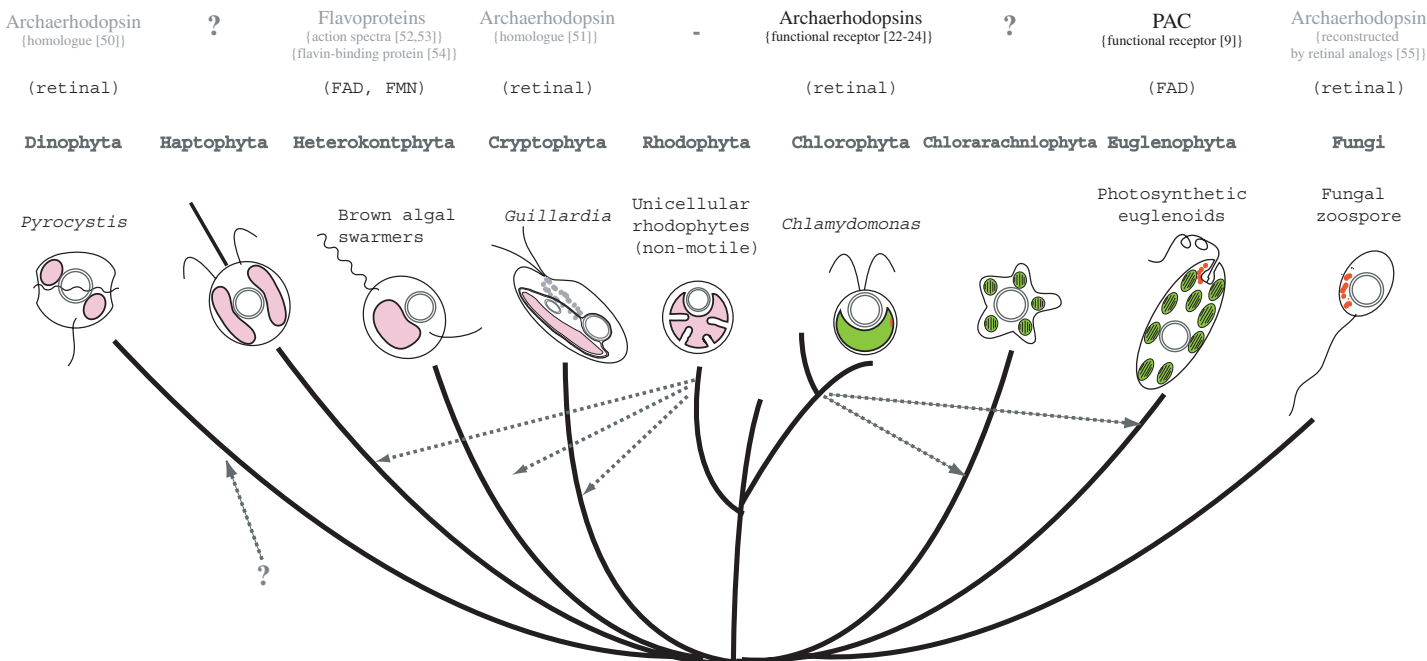 Archaerhodopsin
{homologue [50]}
?
Flavoproteins
{action spectra [52,53]}
{flavin-binding protein [54]}
Archaerhodopsin
{homologue [51]}
-
Archaerhodopsins
{functional receptor [22-24]}
?
PAC
{functional receptor [9]}
Archaerhodopsin
{reconstructed
by retinal analogs [55]}
(retinal)
(FAD, FMN)
(retinal)
(retinal)
(FAD)
(retinal)
Dinophyta
Haptophyta
Heterokontphyta
Cryptophyta
Rhodophyta
Chlorophyta
Chlorarachniophyta
Euglenophyta
Fungi
Pyrocystis
Brown algal
swarmers
Guillardia
Unicellular
rhodophytes
(non-motile)
Chlamydomonas
Photosynthetic
euglenoids
Fungal
zoospore
?